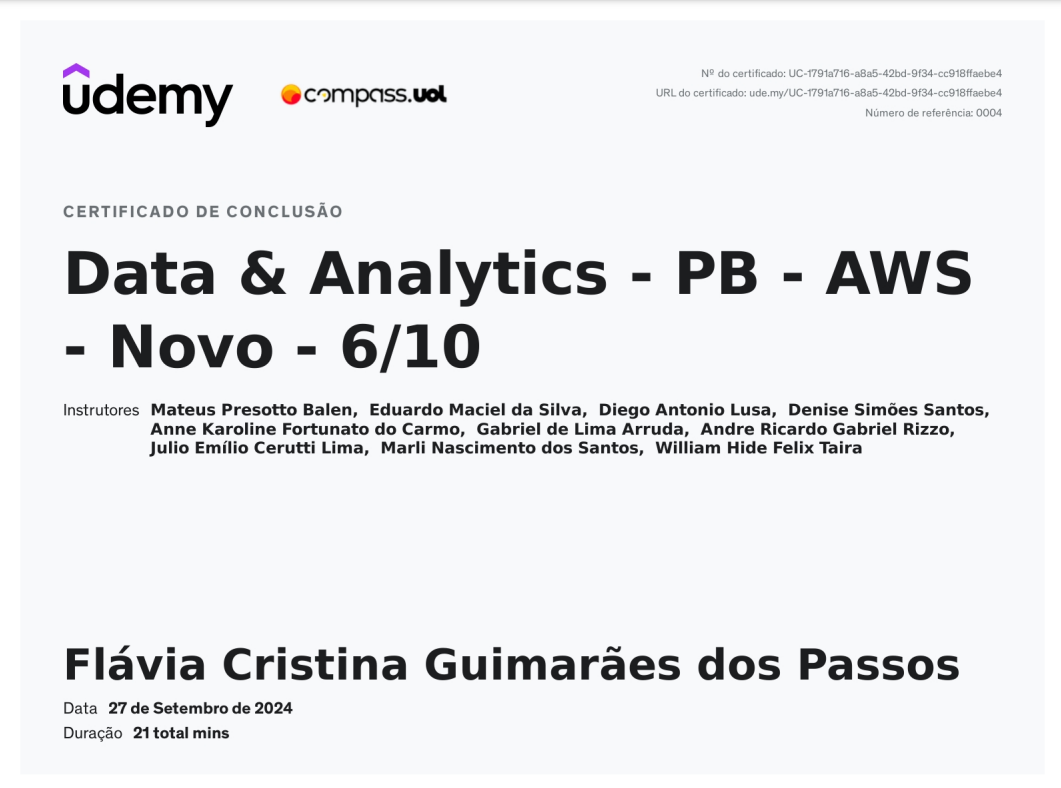 udemy
compass.uol
Nº do certificado: UC-1791a716-a8a5-42bd-9f34-cc918ffaebe4
URL do certificado: ude.my/UC-1791a716-a8a5-42bd-9f34-cc918ffaebe4
Número de referência: 0004
CERTIFICADO DE CONCLUSÃO
Data & Analytics - PB - AWS
- Novo - 6/10
Instrutores Mateus Presotto Balen, Eduardo Maciel da Silva, Diego Antonio Lusa, Denise Simões Santos,
Anne Karoline Fortunato do Carmo, Gabriel de Lima Arruda, Andre Ricardo Gabriel Rizzo,
Julio Emílio Cerutti Lima, Marli Nascimento dos Santos, William Hide Felix Taira
Flávia Cristina Guimarães dos Passos
Data 27 de Setembro de 2024
Duração 21 total mins